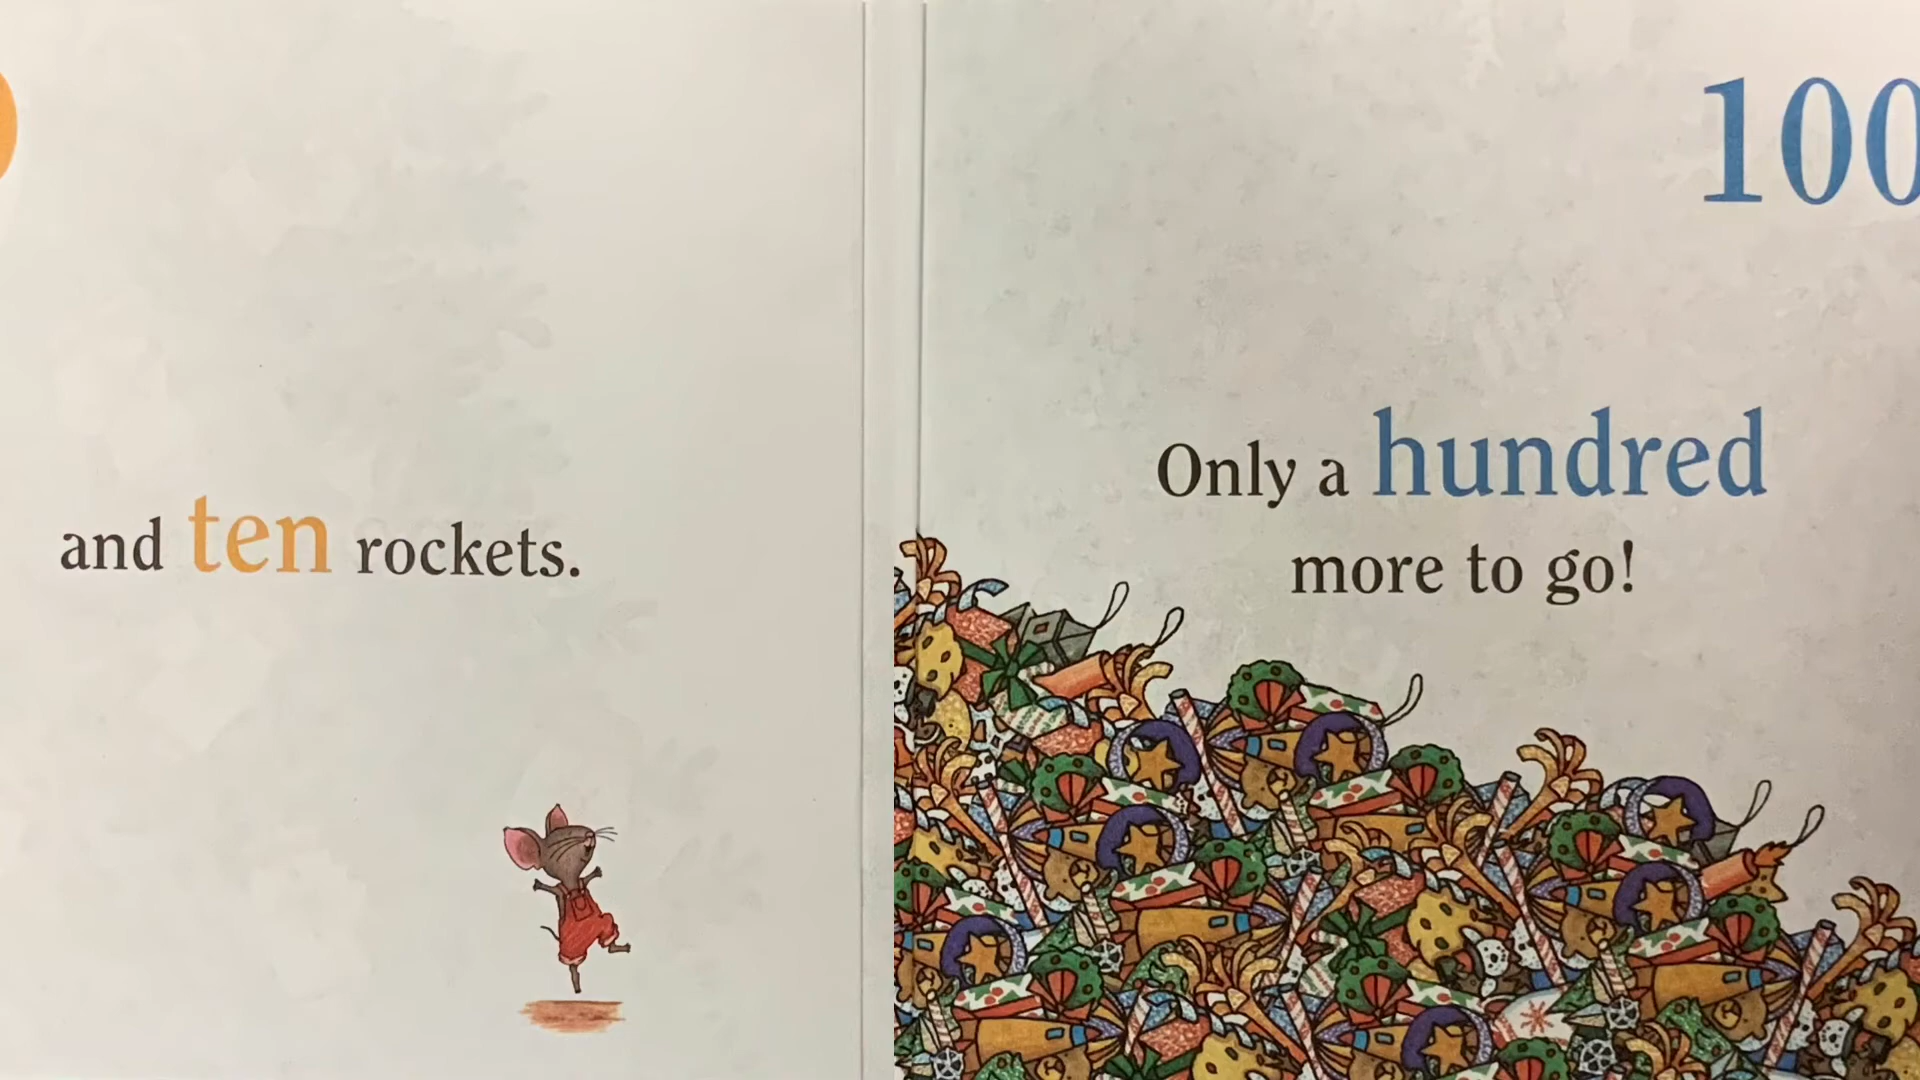 and ten rockets.
100
Only a hundred
more to go!